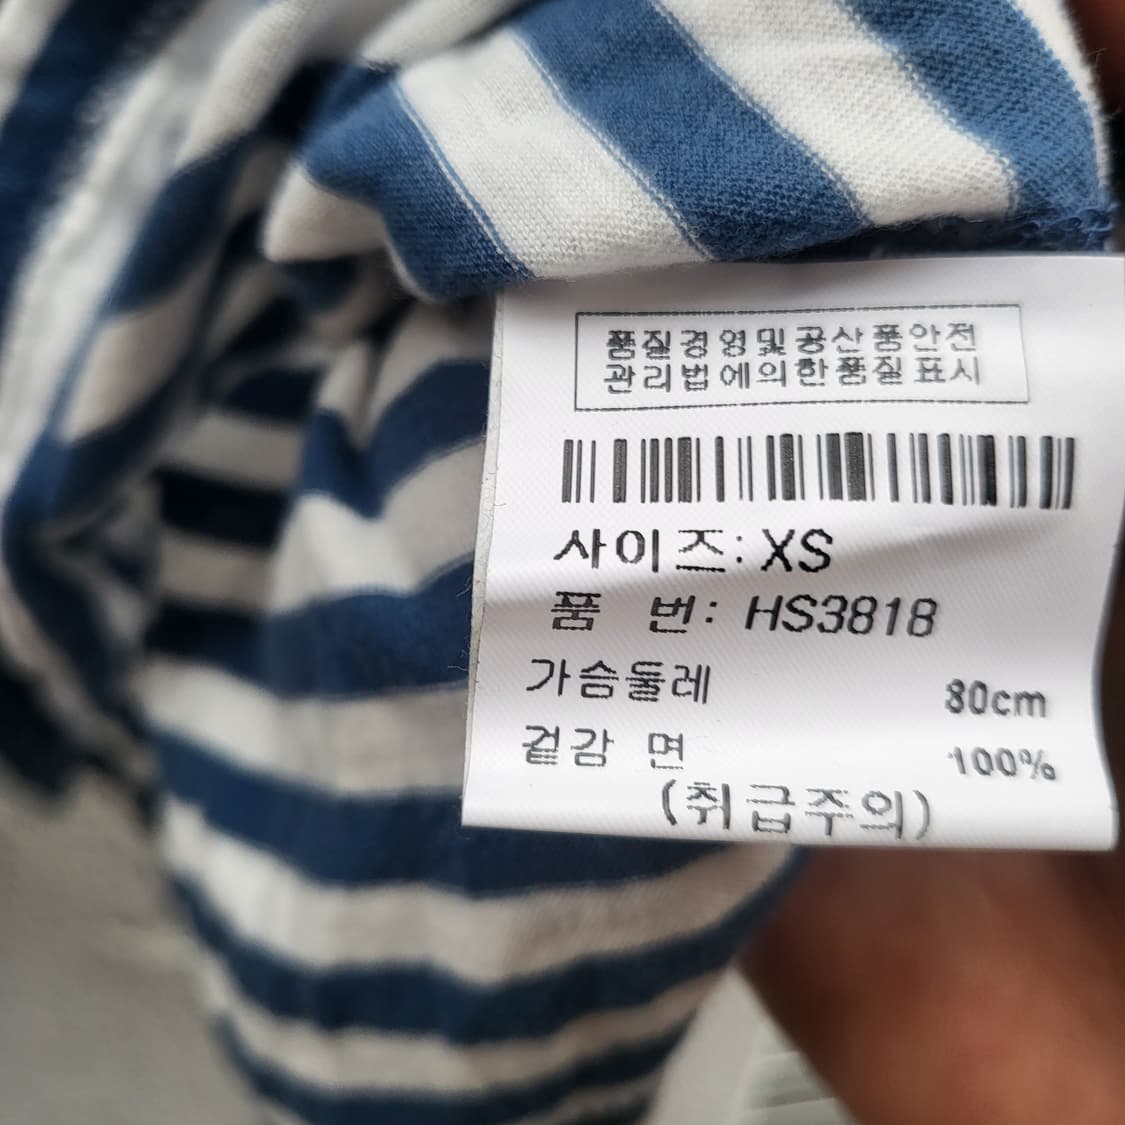 품질경영및공산품안전
관리법에의한품질표시
사이즈: XS
품 번: HS3818
가슴둘레 80cm
겉감 면 100%
(취급주의)